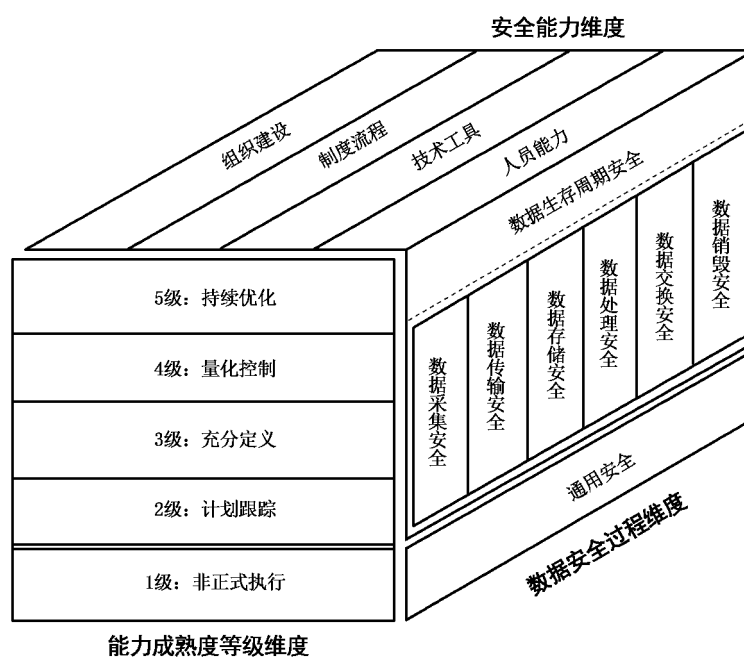 安全能力维度
组织建设
制度流程
技术工具
人员能力
数据生存周期安全
数据采集安全
数据传输安全
数据存储安全
数据处理安全
数据交换安全
数据销毁安全
通用安全
数据安全过程维度
5级：持续优化
4级：量化控制
3级：充分定义
2级：计划跟踪
1级：非正式执行
能力成熟度等级维度